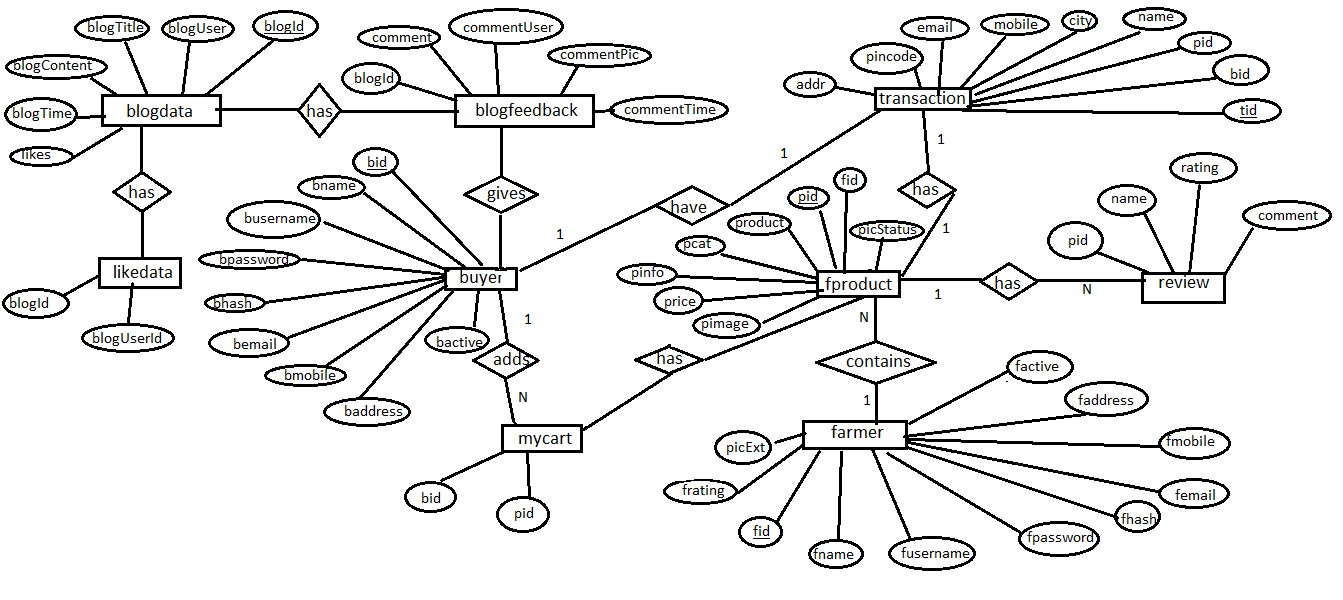 blogTitle
blogUser
blogId
blogContent
blogTime
likes
blogdata
has
comment
commentUser
commentPic
blogId
blogfeedback
commentTime
email
mobile
city
name
pincode
pid
addr
bid
transaction
tid
has
likedata
blogId
blogUserId
gives
bid
bname
busername
bpassword
bhash
bemail
bmobile
baddress
bactive
buyer
1
have
1
1
has
1
fid
pid
product
picStatus
pcat
pinfo
price
pimage
fproduct
1
has
N
rating
name
comment
pid
review
1
adds
N
has
mycart
bid
pid
N
contains
1
farmer
factive
faddress
fmobile
femail
fhash
fpassword
fusername
fname
fid
frating
picExt